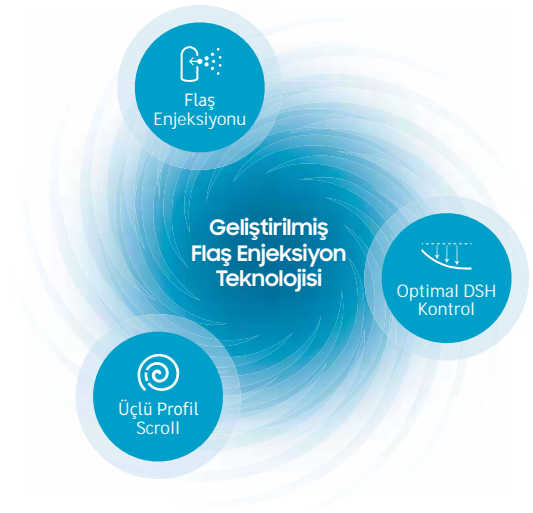 Flaş
Enjeksiyonu
Geliştirilmiş
Flaş Enjeksiyon
Teknolojisi
Optimal DSH
Kontrol
Üçlü Profil
Scroll